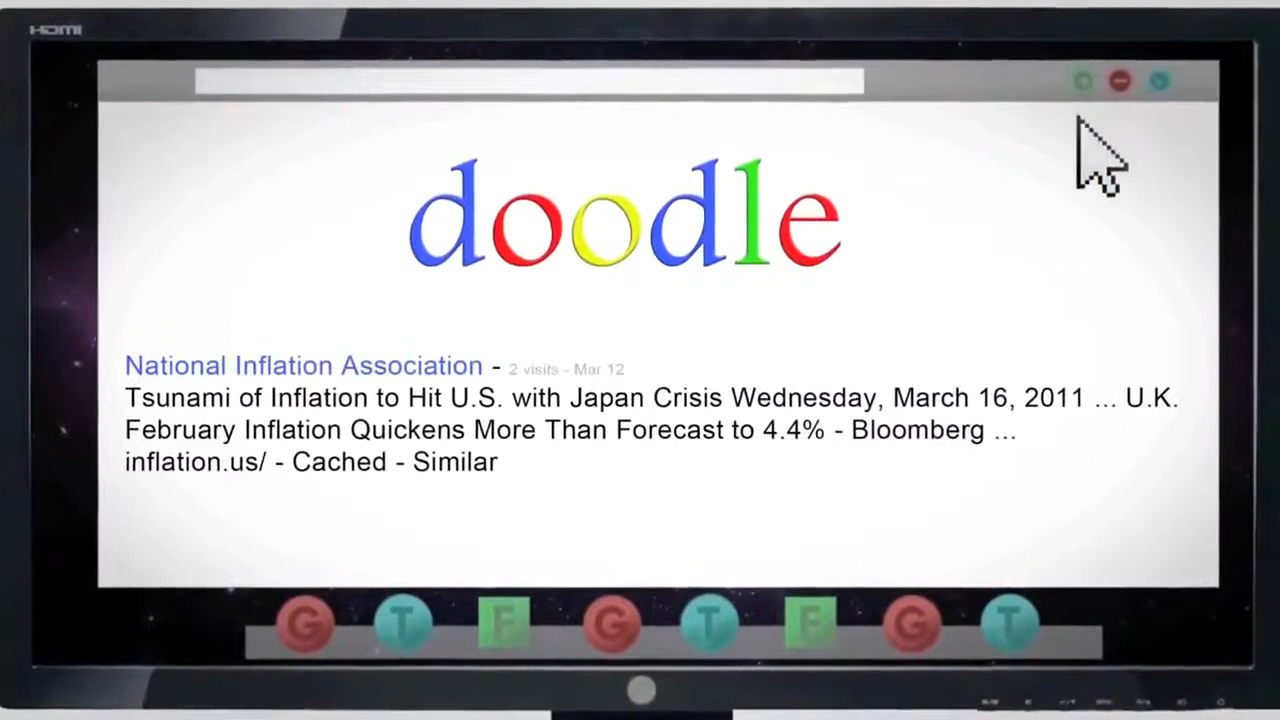 HDMI
doodle
National Inflation Association - 2 visits - Mar 12
Tsunami of Inflation to Hit U.S. with Japan Crisis Wednesday, March 16, 2011 ... U.K.
February Inflation Quickens More Than Forecast to 4.4% - Bloomberg ...
inflation.us/ - Cached - Similar
G T F G T F G T